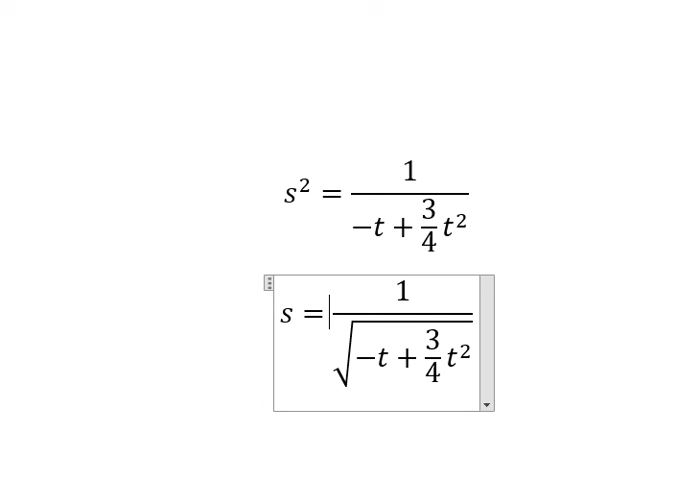 s² = 1 / (−t + 3/4 t²)
s = 1 / √(−t + 3/4 t²)